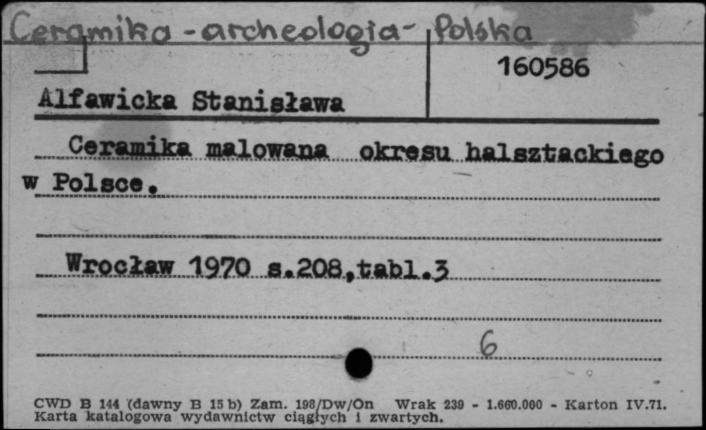 Ceramika - archeologia - Polska
160586
Alfawicka Stanisława
Ceramika malowana okresu halsztackiego
w Polsce.
Wrocław 1970 s.208,tabl.3
6
CWD B 144 (dawny B 15 b) Zam. 198/Dw/On Wrak 239 - 1.660.000 - Karton IV.71.
Karta katalogowa wydawnictw ciągłych i zwartych.